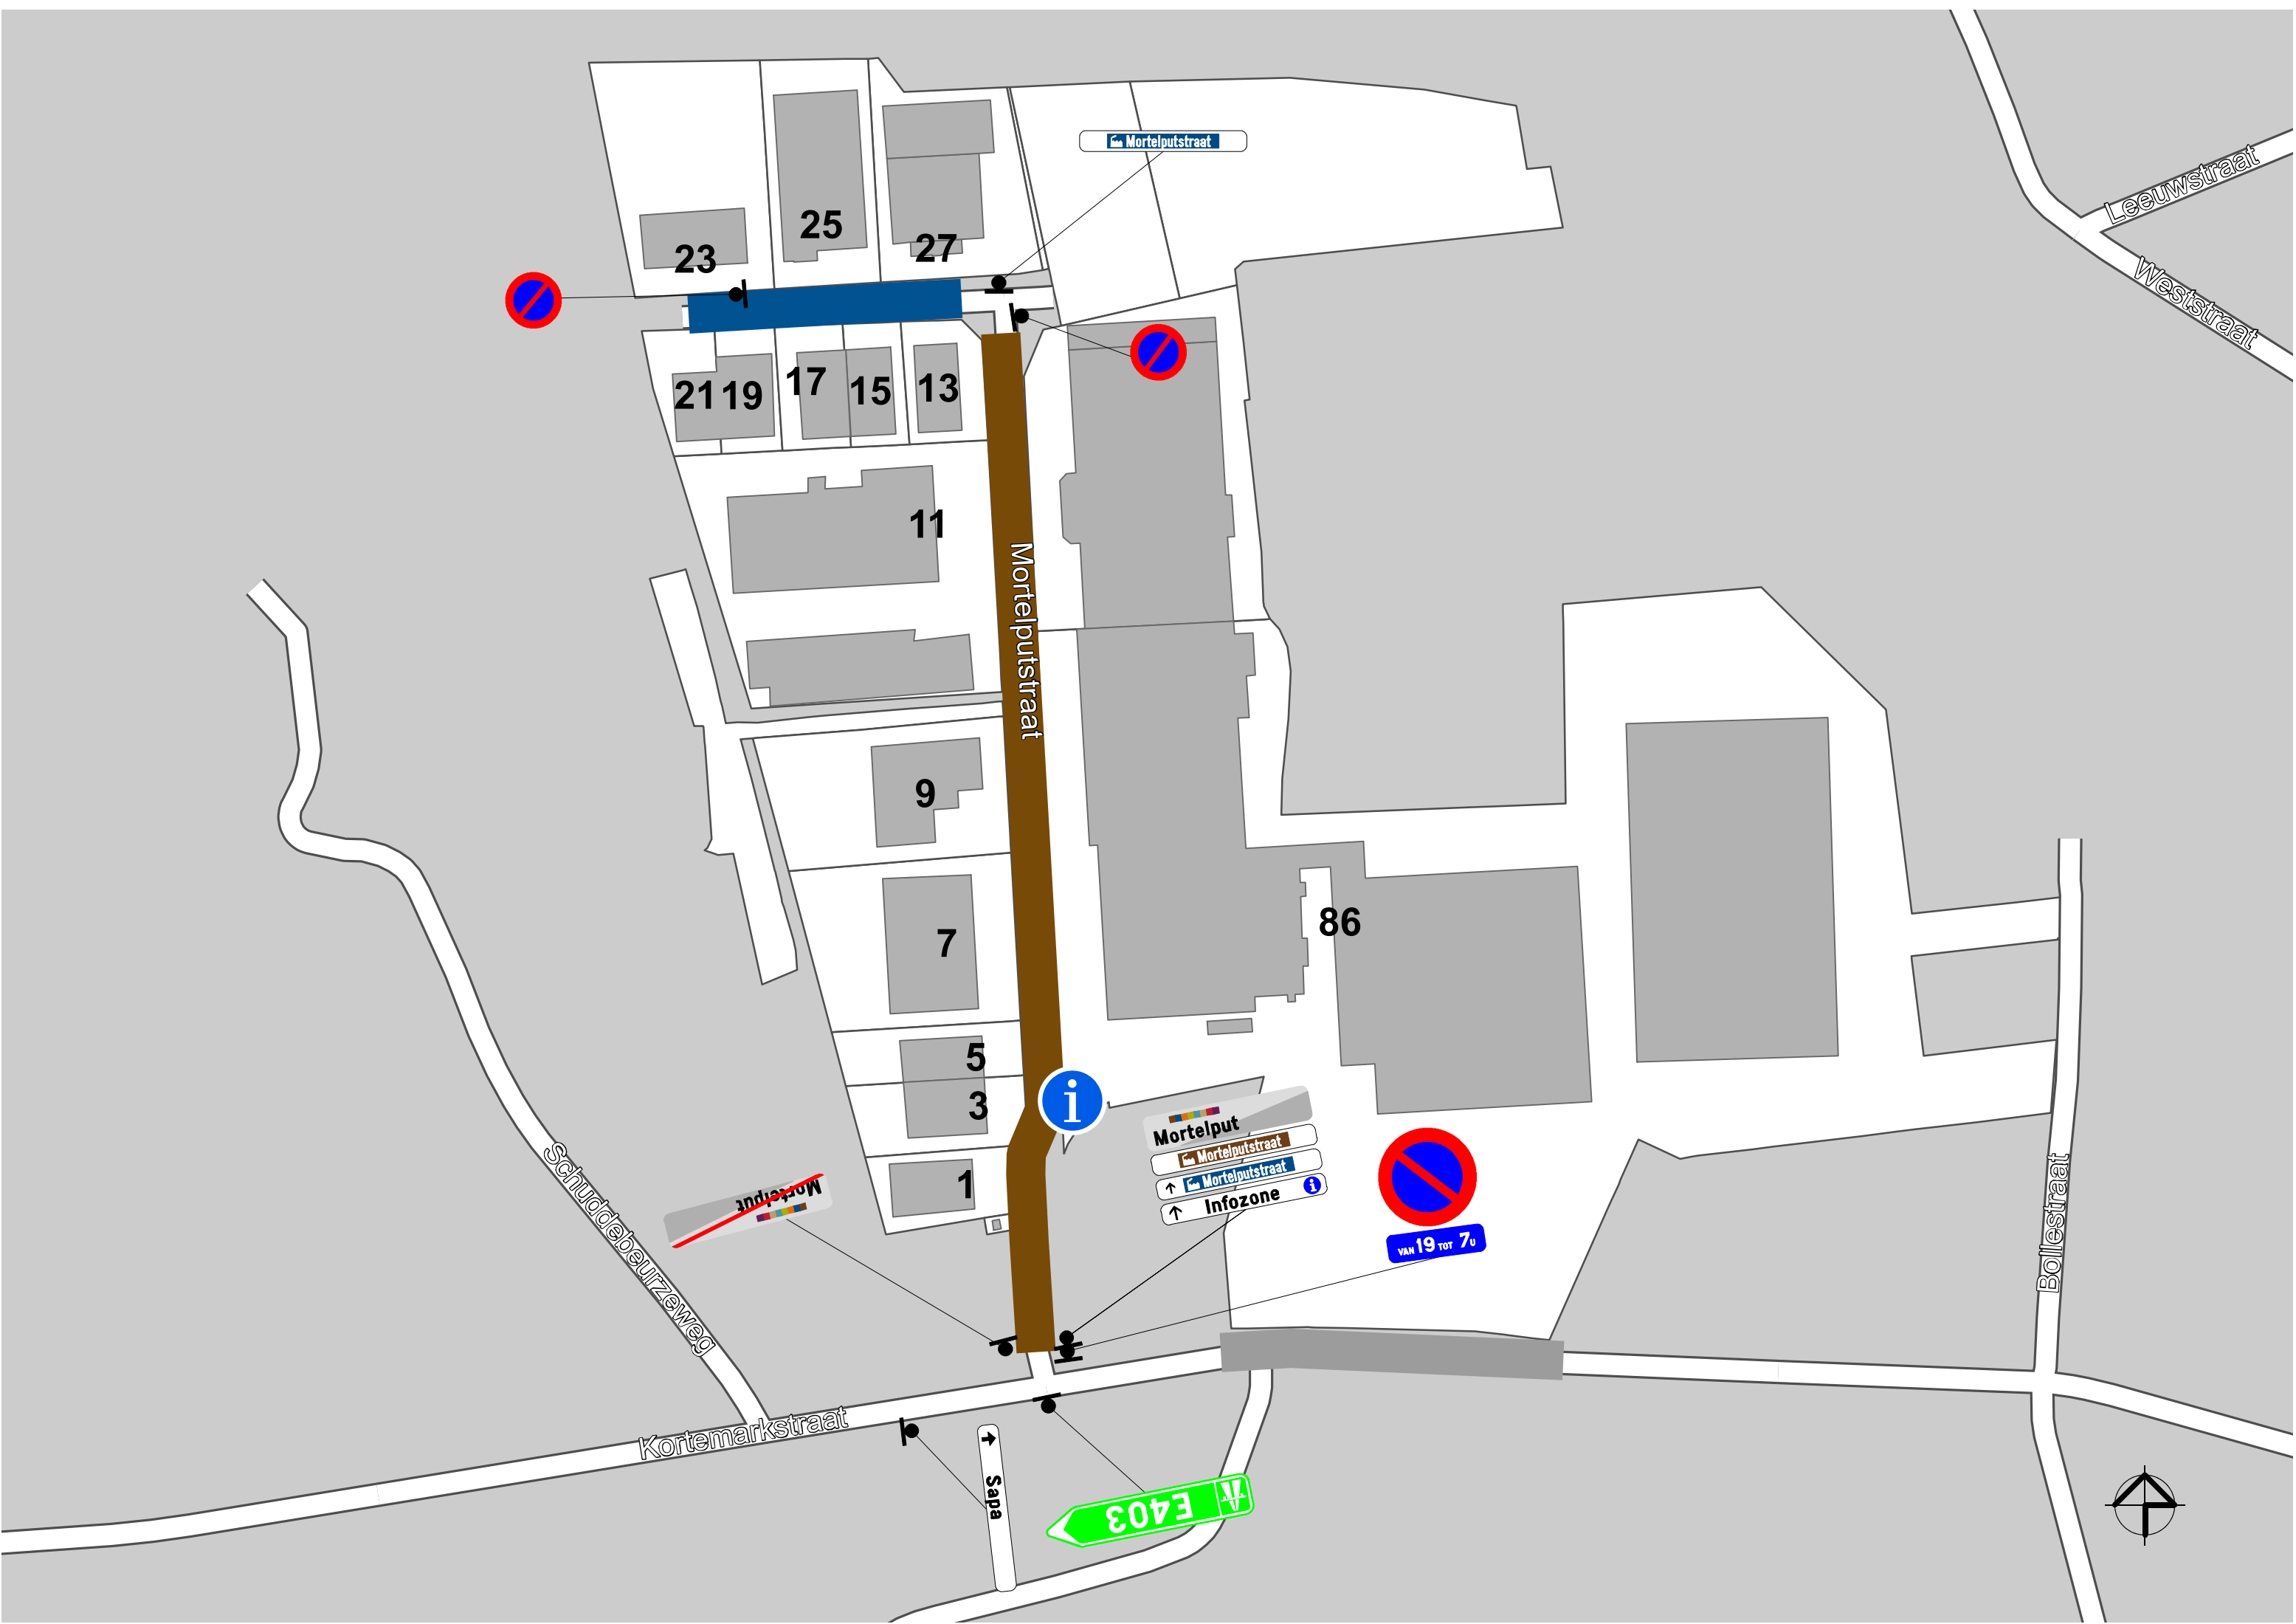 Mortelputstraat
Leeuwstraat
Weststraat
25
27
23
21
19
17
15
13
11
Mortelputstraat
9
86
7
5
3
i
1
Mortelput
Mortelputstraat
Mortelputstraat
Infozone i
VAN 19 TOT 7U
Mortelput
Schuddebeurzeweg
Bollestraat
Kortemarkstraat
Sapa
E403